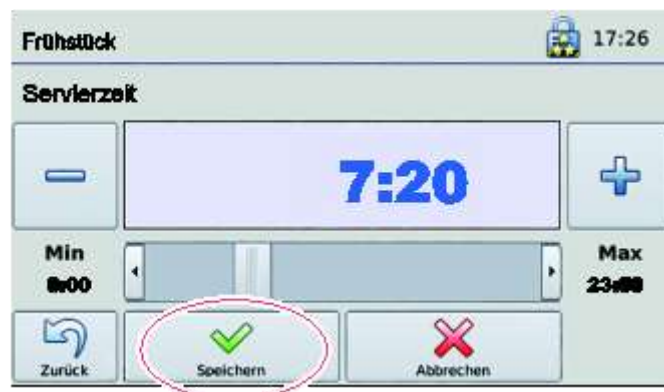 Frühstück 17:26
Servierzeit
7:20
Min Max
Zurück Speichern Abbrechen